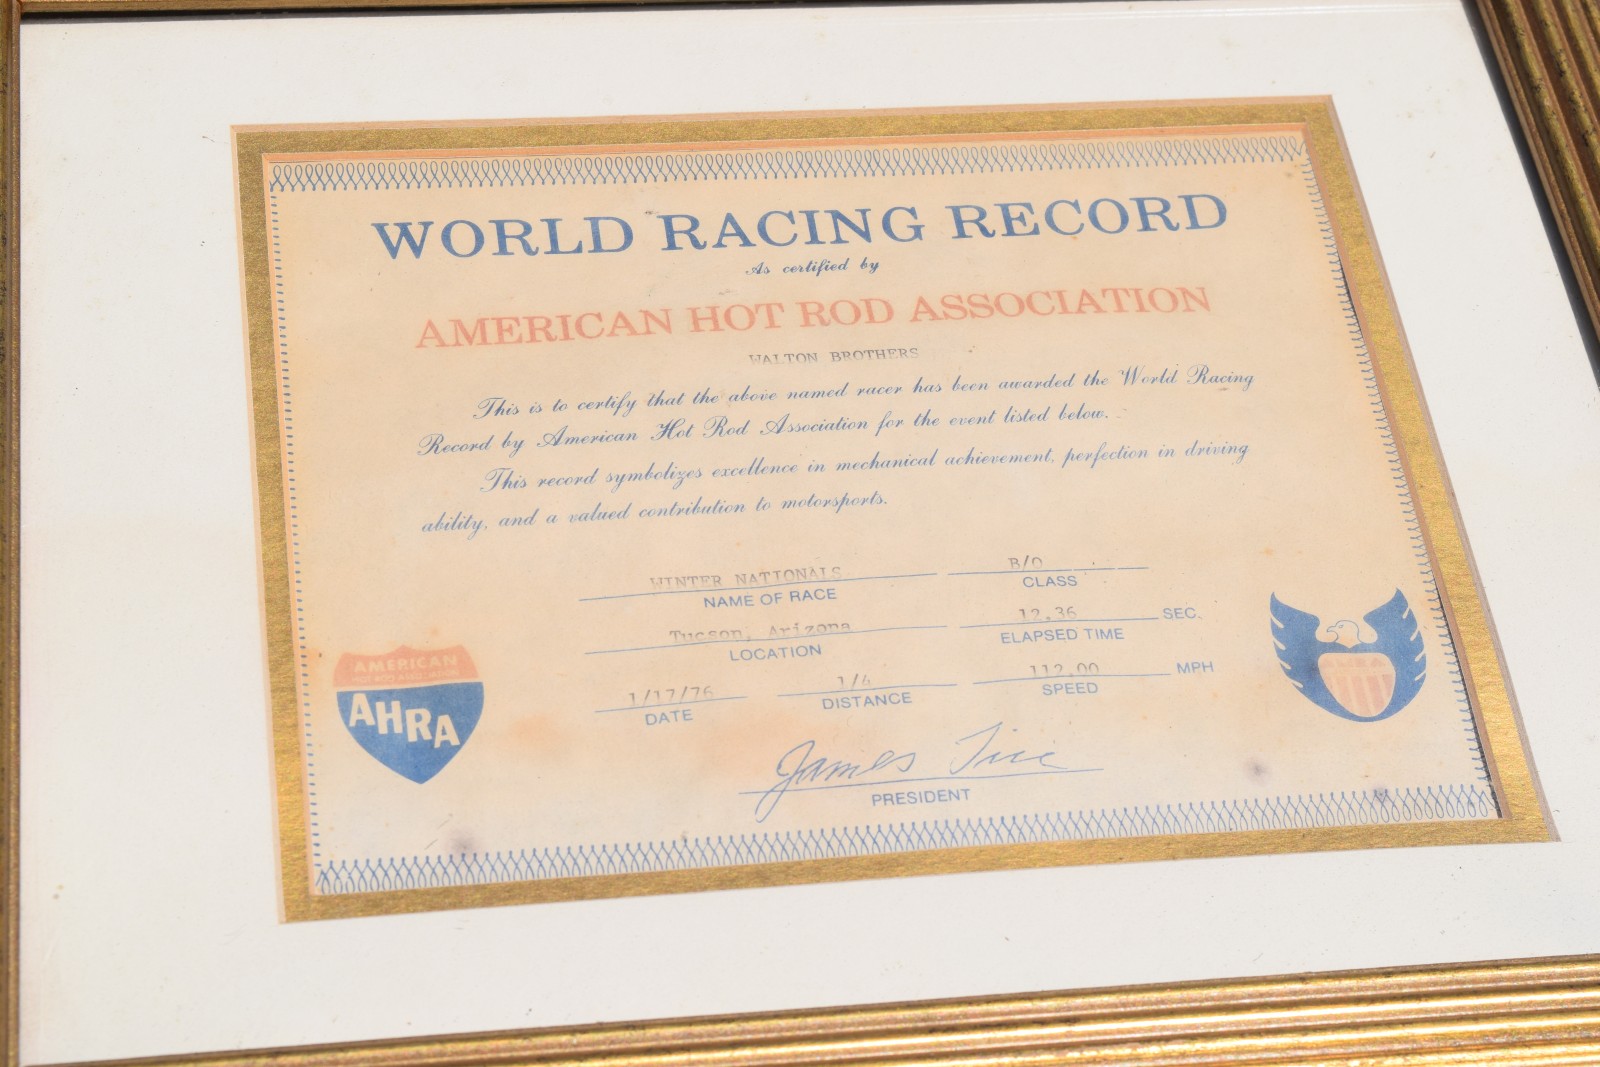 WORLD RACING RECORD
As certified by
AMERICAN HOT ROD ASSOCIATION
WALTON BROTHERS
This is to certify that the above named racer has been awarded the World Racing
Record by American Hot Rod Association for the event listed below.
This record symbolizes excellence in mechanical achievement, perfection in driving
ability, and a valued contribution to motorsports.
WINTER NATIONALS
NAME OF RACE
B/O
CLASS
Tucson, Arizona
LOCATION
12.36 SEC.
ELAPSED TIME
1/17/76
DATE
1/4
DISTANCE
112.00 MPH
SPEED
James Tice
PRESIDENT
AMERICAN
HOT ROD ASSOCIATION
AHRA